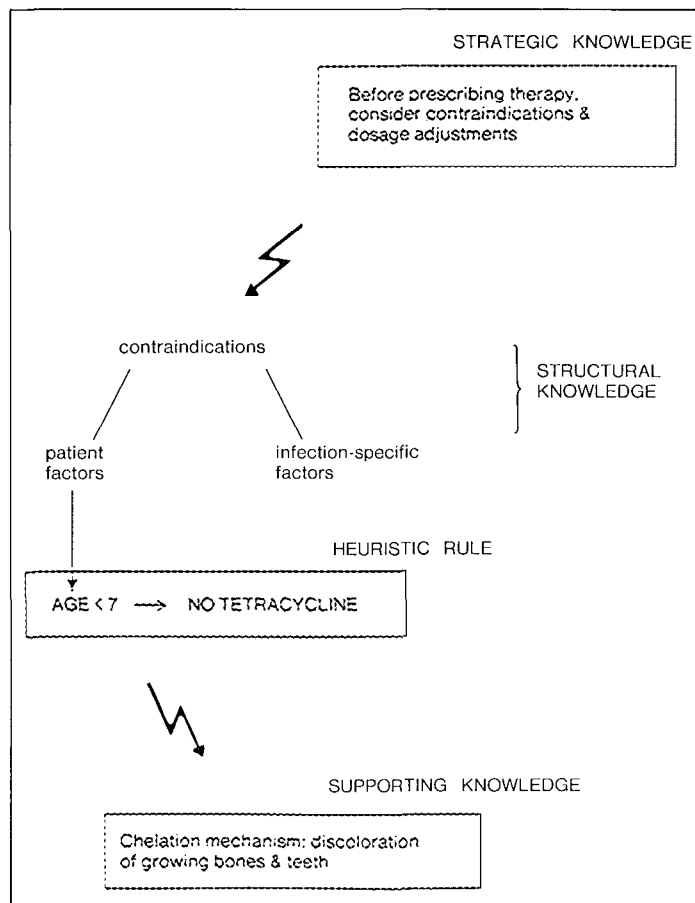 STRATEGIC KNOWLEDGE
Before prescribing therapy,
consider contraindications &
dosage adjustments
contraindications
STRUCTURAL
KNOWLEDGE
patient
factors
infection-specific
factors
HEURISTIC RULE
AGE < 7 → NO TETRACYCLINE
SUPPORTING KNOWLEDGE
Chelation mechanism: discoloration
of growing bones & teeth